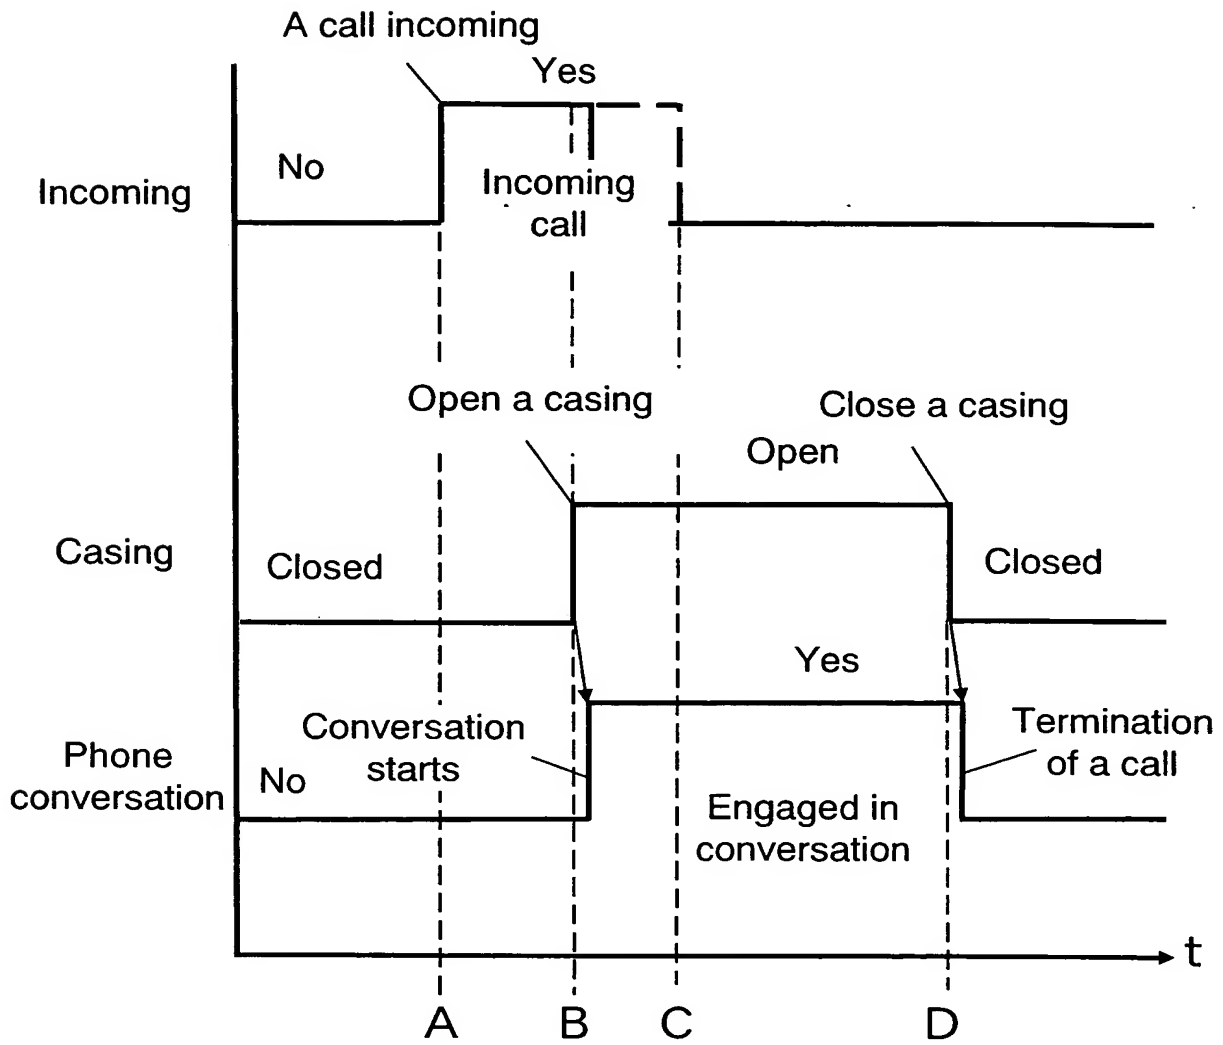 A call incoming
Yes
No
Incoming
Incoming
call
Open a casing
Close a casing
Open
Casing
Closed
Closed
Yes
Conversation
starts
Termination
of a call
Phone
conversation
No
Engaged in
conversation
t
A
B
C
D